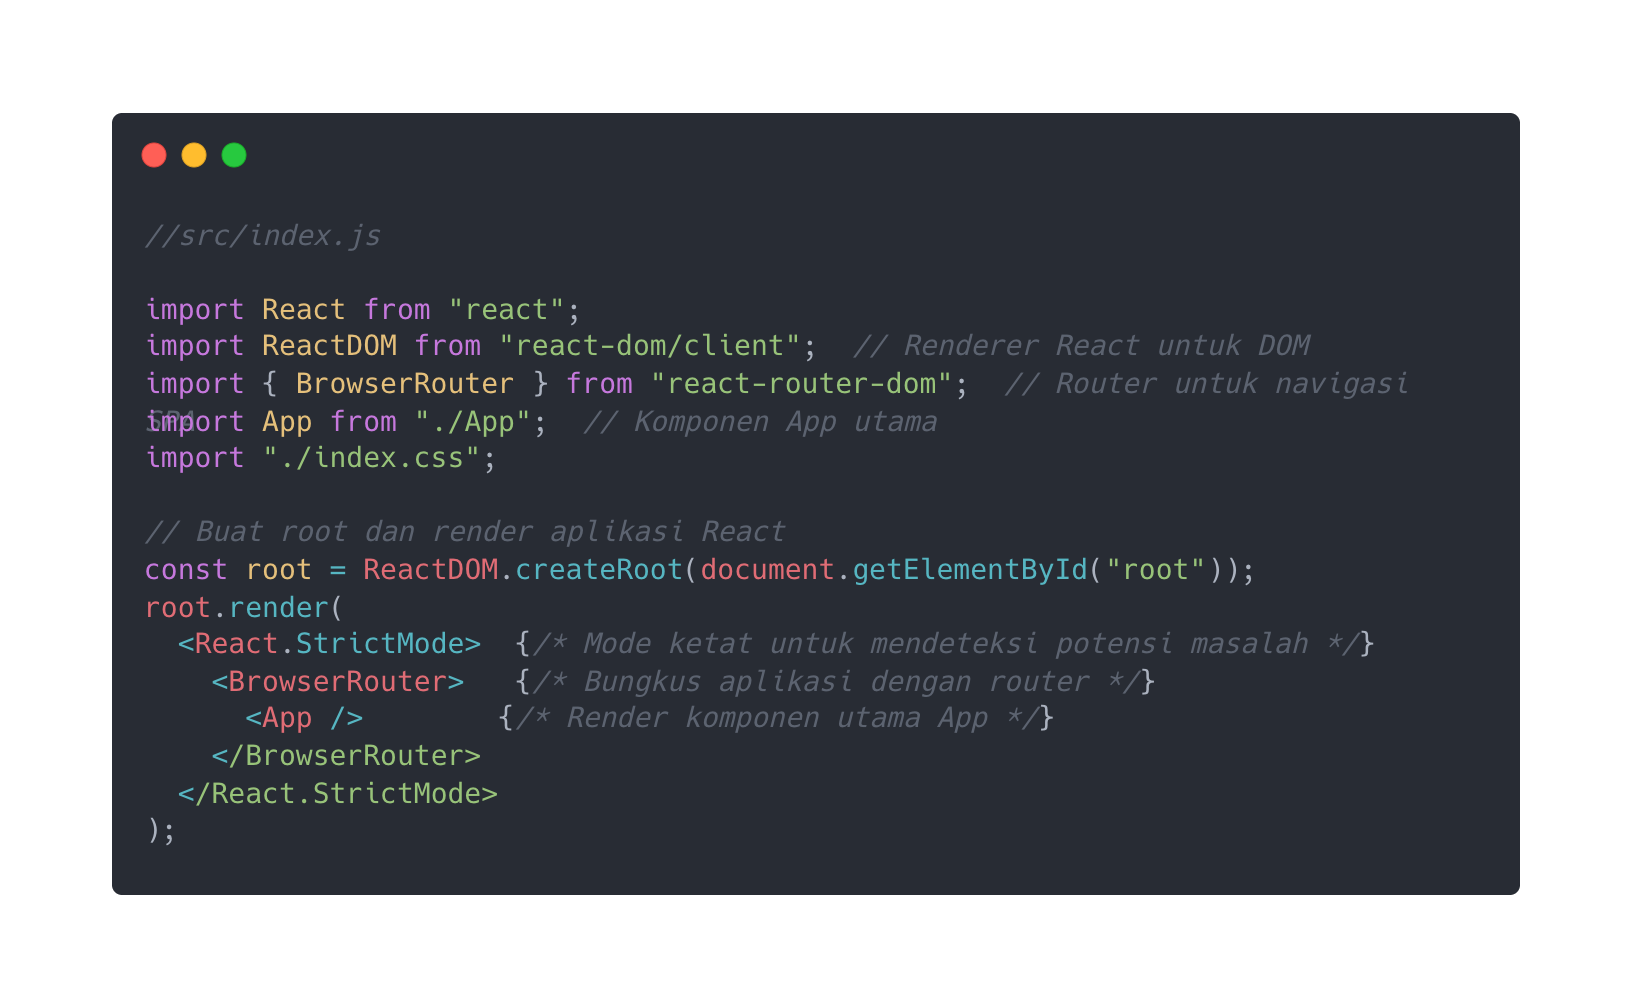 //src/index.js
import React from "react";
import ReactDOM from "react-dom/client";  // Renderer React untuk DOM
import { BrowserRouter } from "react-router-dom";  // Router untuk navigasi
SPA
import App from "./App";  // Komponen App utama
import "./index.css";
// Buat root dan render aplikasi React
const root = ReactDOM.createRoot(document.getElementById("root"));
root.render(
  <React.StrictMode>  {/* Mode ketat untuk mendeteksi potensi masalah */}
    <BrowserRouter>   {/* Bungkus aplikasi dengan router */}
      <App />        {/* Render komponen utama App */}
    </BrowserRouter>
  </React.StrictMode>
);